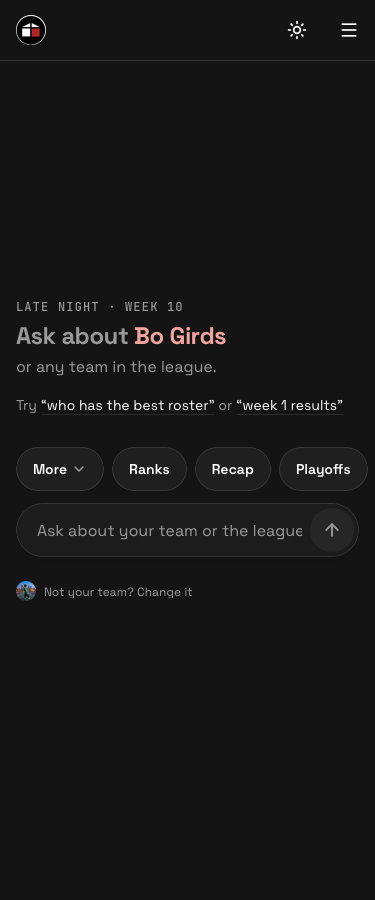 LATE NIGHT · WEEK 10
Ask about Bo Girds
or any team in the league.
Try “who has the best roster” or “week 1 results”
More Ranks Recap Playoffs
Ask about your team or the league
Not your team? Change it